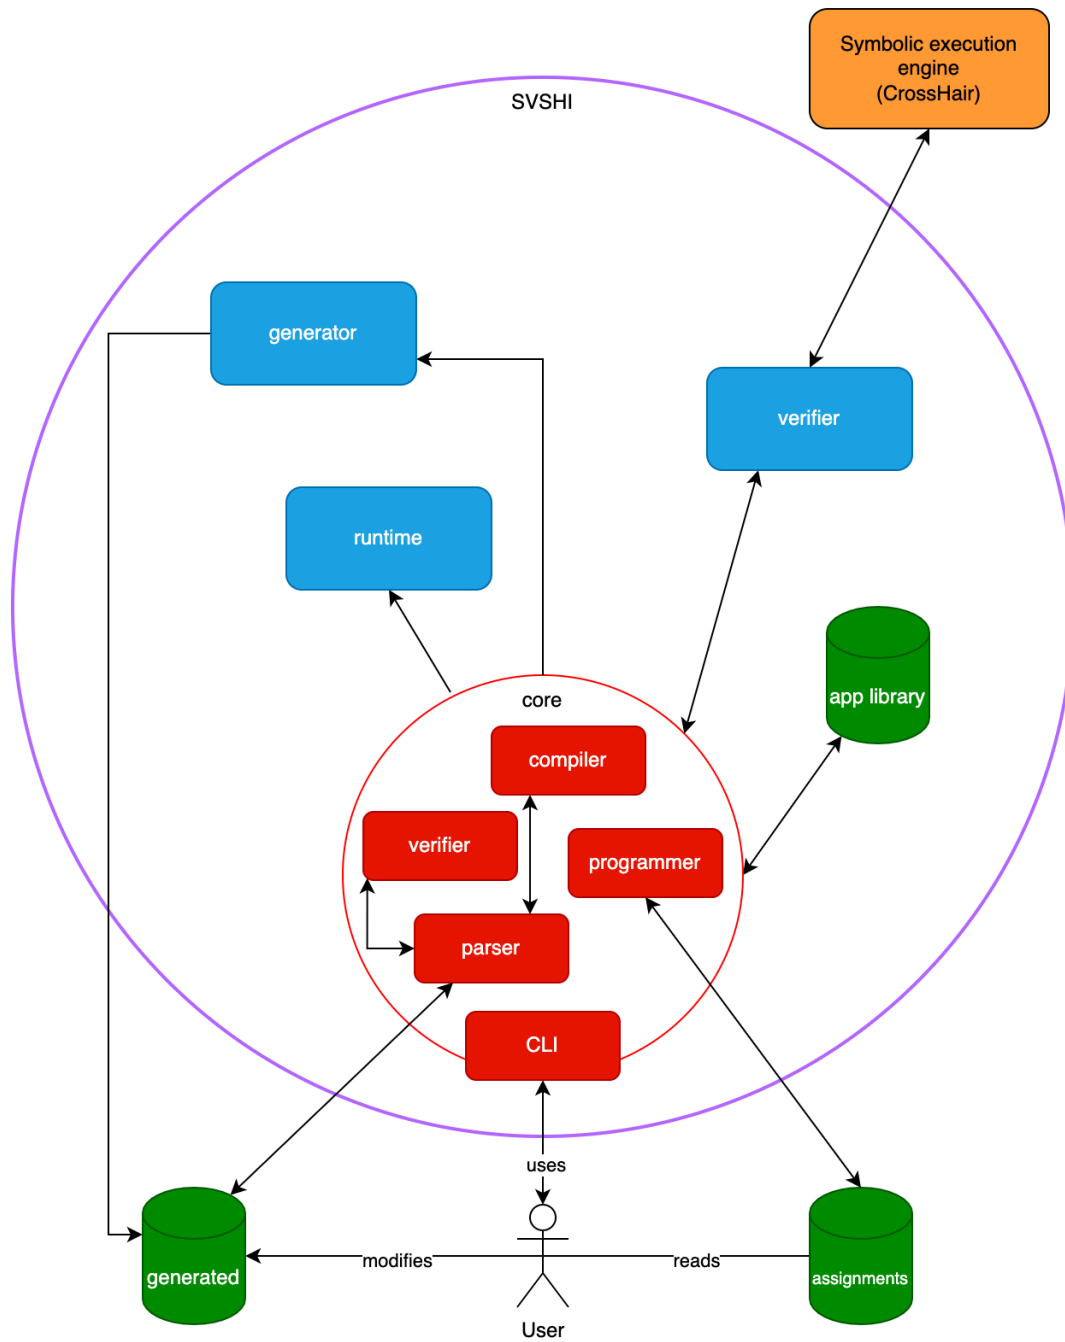 Symbolic execution
engine
(CrossHair)
SVSHI
generator
verifier
runtime
app library
core
compiler
verifier
programmer
parser
CLI
uses
generated
modifies
reads
assignments
User